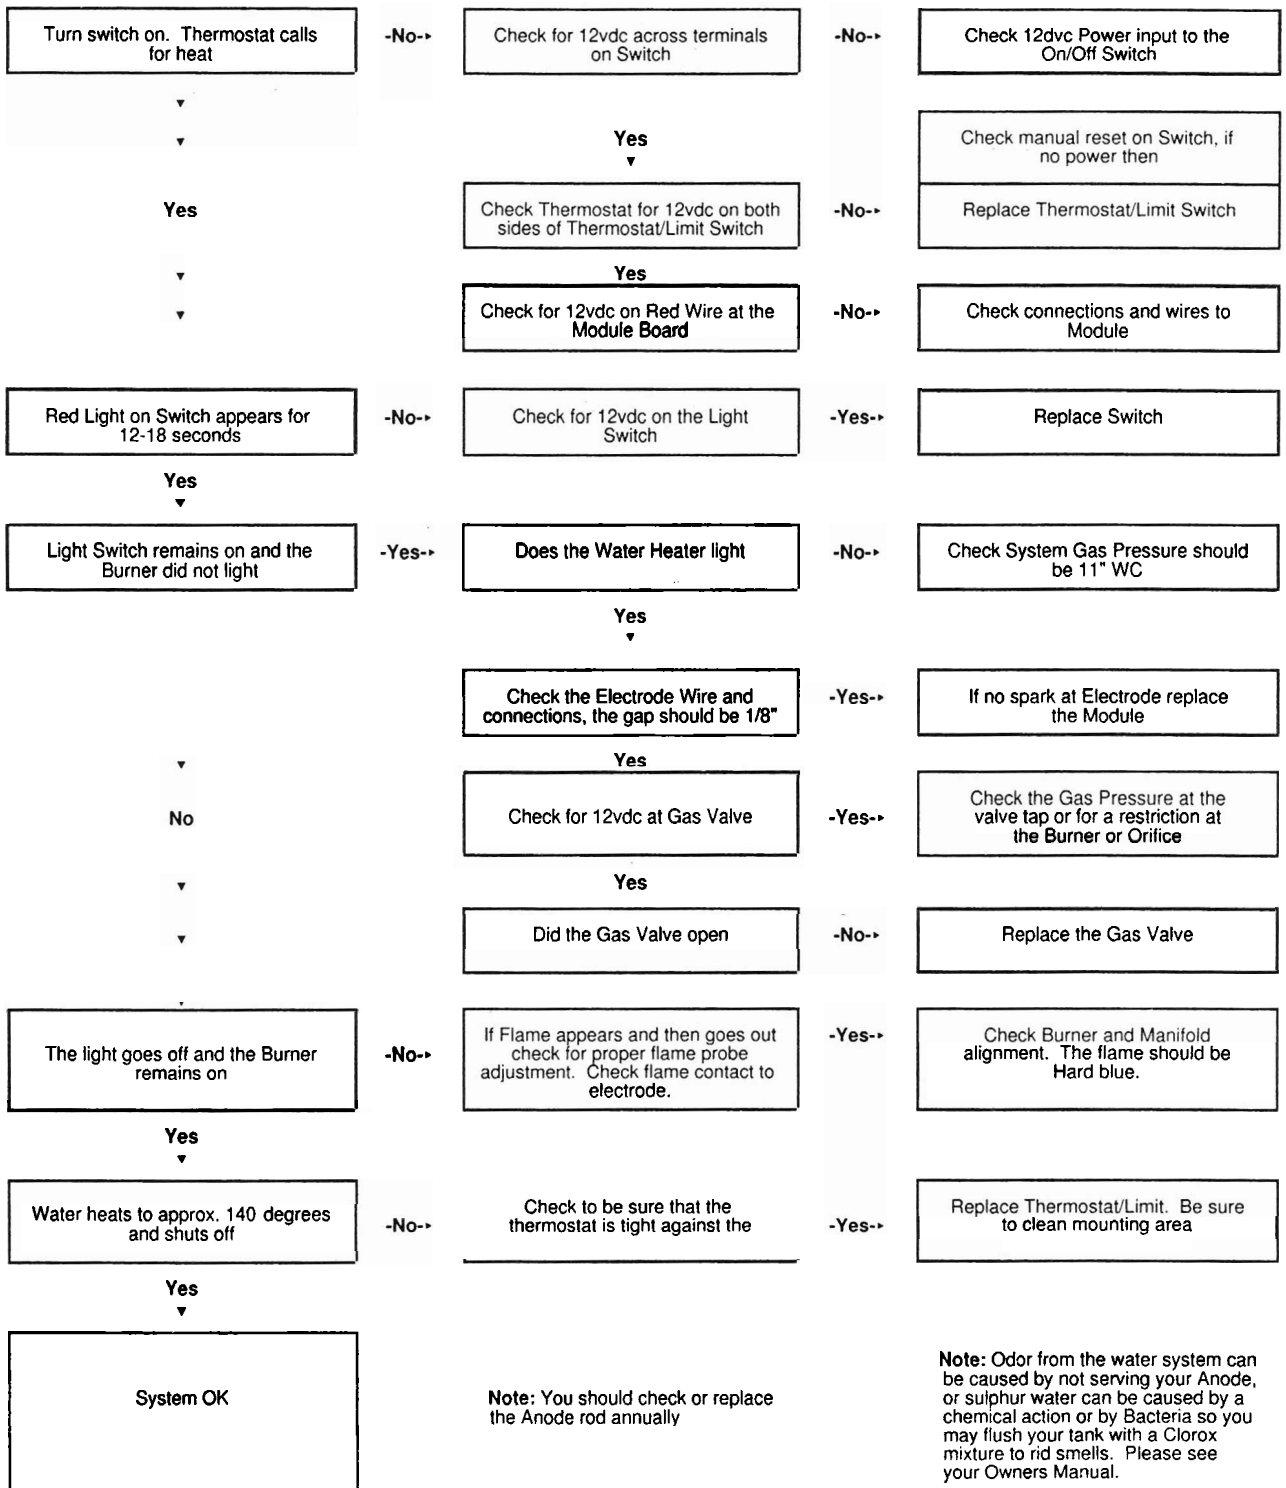 Turn switch on. Thermostat calls
for heat
-No-
Check for 12vdc across terminals
on Switch
-No-
Check 12dvc Power input to the
On/Off Switch
Yes
Check manual reset on Switch, if
no power then
Yes
Check Thermostat for 12vdc on both
sides of Thermostat/Limit Switch
-No-
Replace Thermostat/Limit Switch
Yes
Check for 12vdc on Red Wire at the
Module Board
-No-
Check connections and wires to
Module
Red Light on Switch appears for
12-18 seconds
-No-
Check for 12vdc on the Light
Switch
-Yes-
Replace Switch
Yes
Light Switch remains on and the
Burner did not light
-Yes-
Does the Water Heater light
-No-
Check System Gas Pressure should
be 11" WC
Yes
Check the Electrode Wire and
connections, the gap should be 1/8"
-Yes-
If no spark at Electrode replace
the Module
Yes
No
Check for 12vdc at Gas Valve
-Yes-
Check the Gas Pressure at the
valve tap or for a restriction at
the Burner or Orifice
Yes
Did the Gas Valve open
-No-
Replace the Gas Valve
The light goes off and the Burner
remains on
-No-
If Flame appears and then goes out
check for proper flame probe
adjustment. Check flame contact to
electrode.
-Yes-
Check Burner and Manifold
alignment. The flame should be
Hard blue.
Yes
Water heats to approx. 140 degrees
and shuts off
-No-
Check to be sure that the
thermostat is tight against the
-Yes-
Replace Thermostat/Limit. Be sure
to clean mounting area
Yes
System OK
Note: You should check or replace
the Anode rod annually
Note: Odor from the water system can
be caused by not serving your Anode,
or sulphur water can be caused by a
chemical action or by Bacteria so you
may flush your tank with a Clorox
mixture to rid smells. Please see
your Owners Manual.